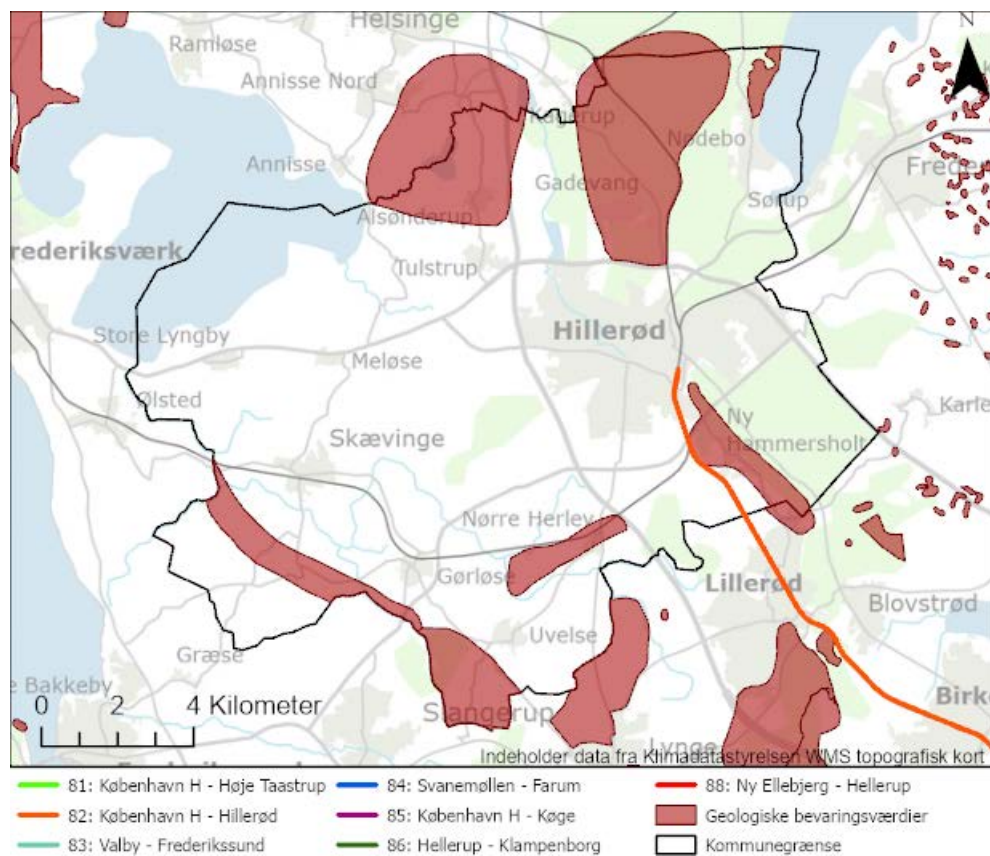 Helsinge
N
Ramløse
Annisse Nord
Kagerup
Nødebo
Annisse
Gadevang
Sørup
Alsønderup
rederiksværk
Tulstrup
Hillerød
Store Lyngby
Meløse
Ølsted
Karle
Ny
Hammersholt
Skævinge
Nørre Herlev
Gørløse
Lillerød
Blovstrød
Uvelse
Græse
e Bakkeby
0 2 4 Kilometer
Slangerup
Birke
Lynge
Indeholder data fra Klimadatastyrelsen WMS topografisk kort
81: København H - Høje Taastrup
84: Svanemøllen - Farum
88: Ny Ellebjerg - Hellerup
82: København H - Hillerød
85: København H - Køge
Geologiske bevaringsværdier
83: Valby - Frederikssund
86: Hellerup - Klampenborg
Kommunegrænse